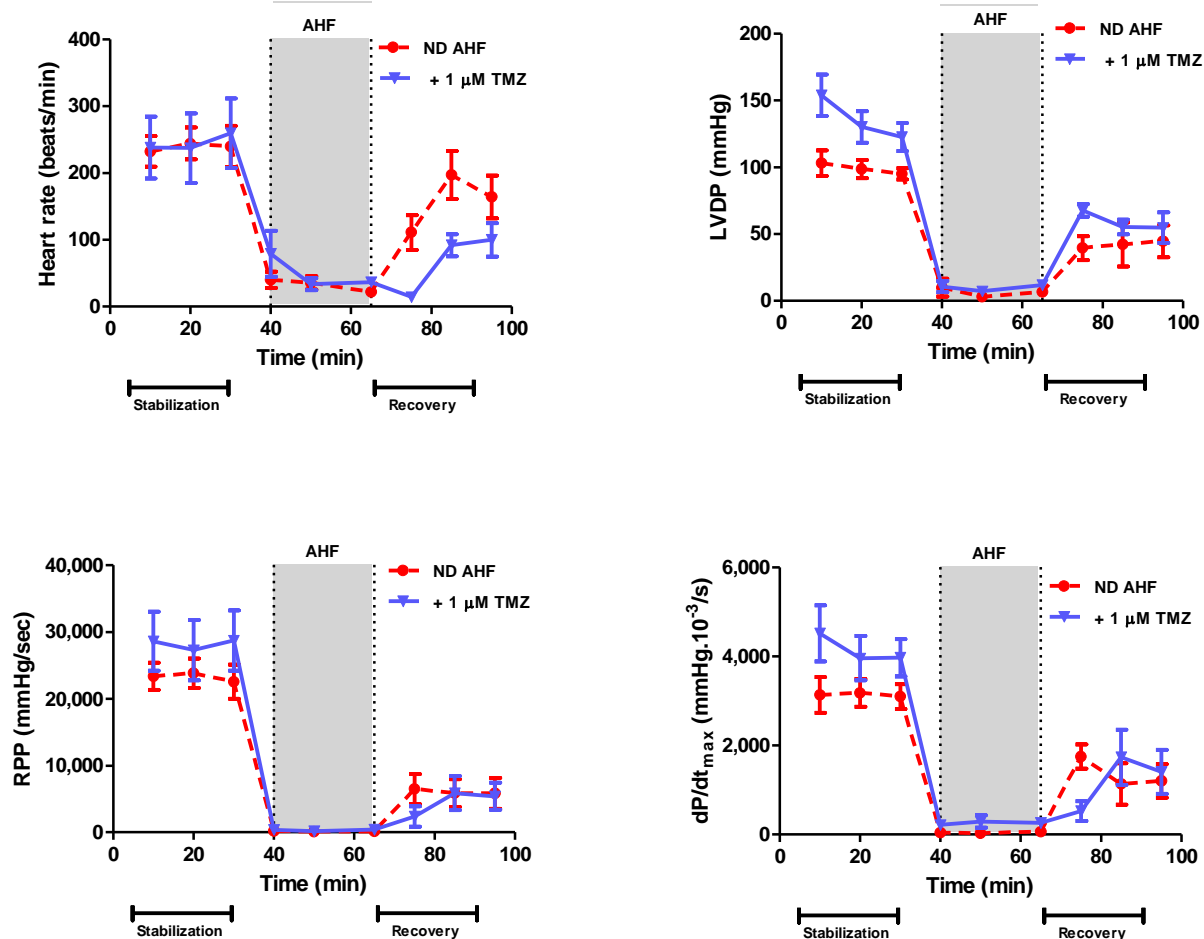 AHF
ND AHF
+ 1 μM TMZ
Heart rate (beats/min)
400
300
200
100
0
0 20 40 60 80 100
Time (min)
Stabilization
Recovery
AHF
ND AHF
+ 1 μM TMZ
LVDP (mmHg)
200
150
100
50
0
0 20 40 60 80 100
Time (min)
Stabilization
Recovery
AHF
ND AHF
+ 1 μM TMZ
RPP (mmHg/sec)
40,000
30,000
20,000
10,000
0
0 20 40 60 80 100
Time (min)
Stabilization
Recovery
AHF
ND AHF
+ 1 μM TMZ
dP/dtmax (mmHg.10-3/s)
6,000
4,000
2,000
0
0 20 40 60 80 100
Time (min)
Stabilization
Recovery